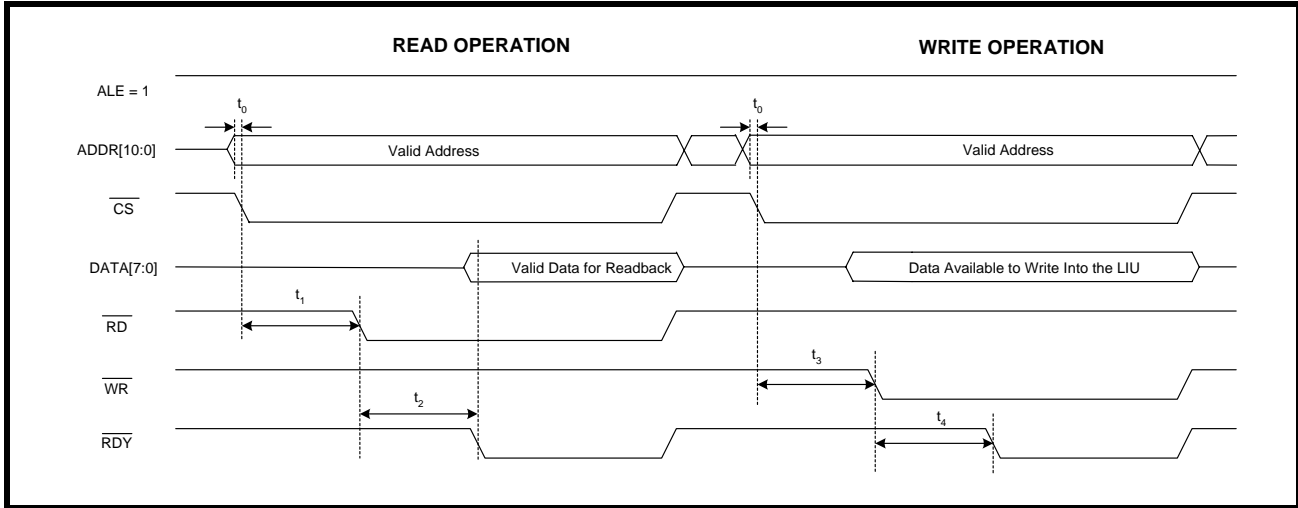 READ OPERATION WRITE OPERATION
ALE = 1
t0 t0
ADDR[10:0] Valid Address Valid Address
CS
DATA[7:0] Valid Data for Readback Data Available to Write Into the LIU
t1
RD
t3
WR
t2 t4
RDY